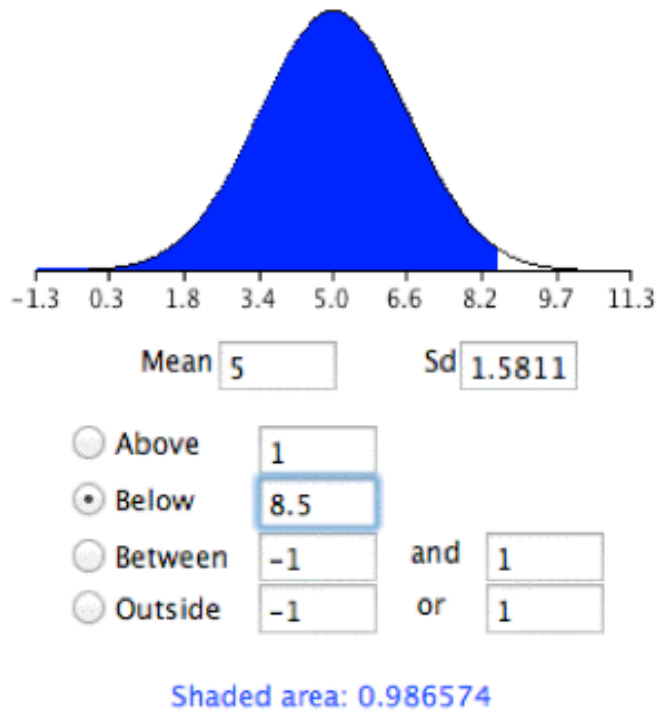 -1.3 0.3 1.8 3.4 5.0 6.6 8.2 9.7 11.3
Mean 5 Sd 1.5811
Above 1
Below 8.5
Between -1 and 1
Outside -1 or 1
Shaded area: 0.986574